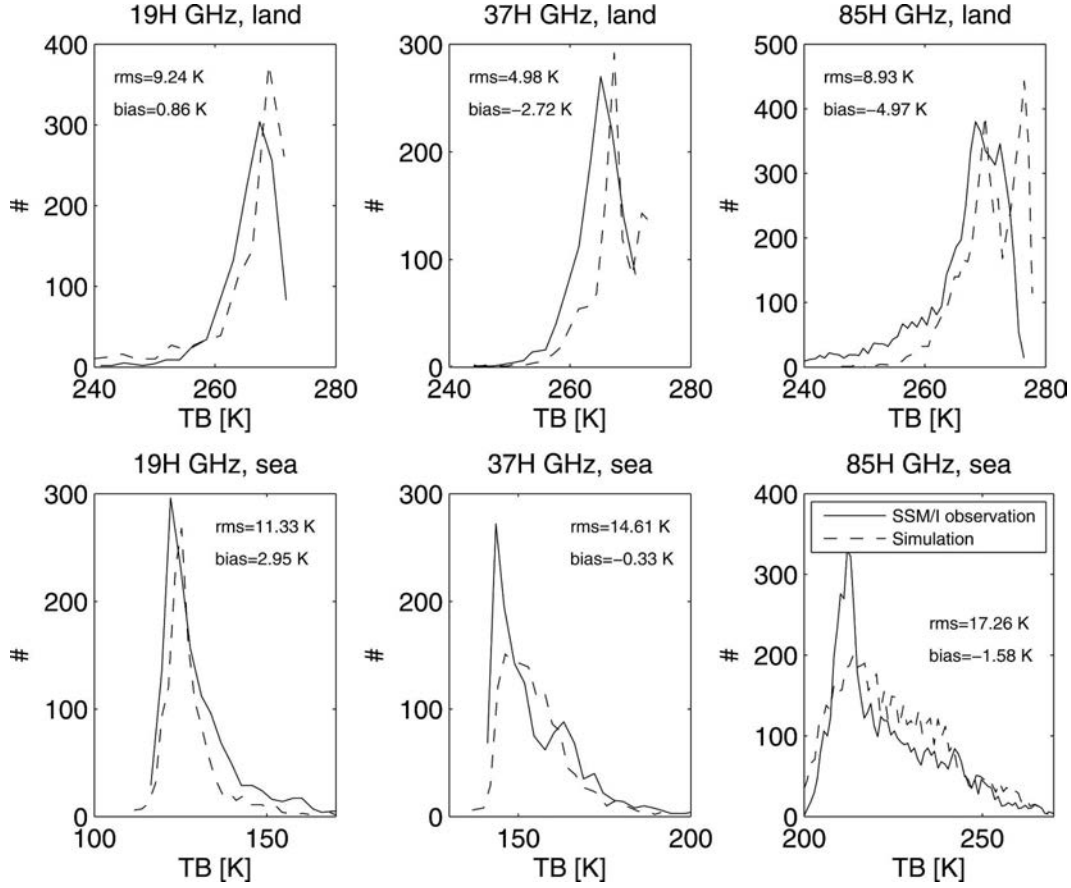 19H GHz, land
400
300
200
100
0
240
260
280
#
TB [K]
rms=9.24 K
bias=0.86 K
37H GHz, land
300
200
100
0
240
260
280
#
TB [K]
rms=4.98 K
bias=−2.72 K
85H GHz, land
500
400
300
200
100
0
240
260
280
#
TB [K]
rms=8.93 K
bias=−4.97 K
19H GHz, sea
300
200
100
0
100
150
#
TB [K]
rms=11.33 K
bias=2.95 K
37H GHz, sea
300
200
100
0
150
200
#
TB [K]
rms=14.61 K
bias=−0.33 K
85H GHz, sea
400
300
200
100
0
200
250
#
TB [K]
SSM/I observation
Simulation
rms=17.26 K
bias=−1.58 K